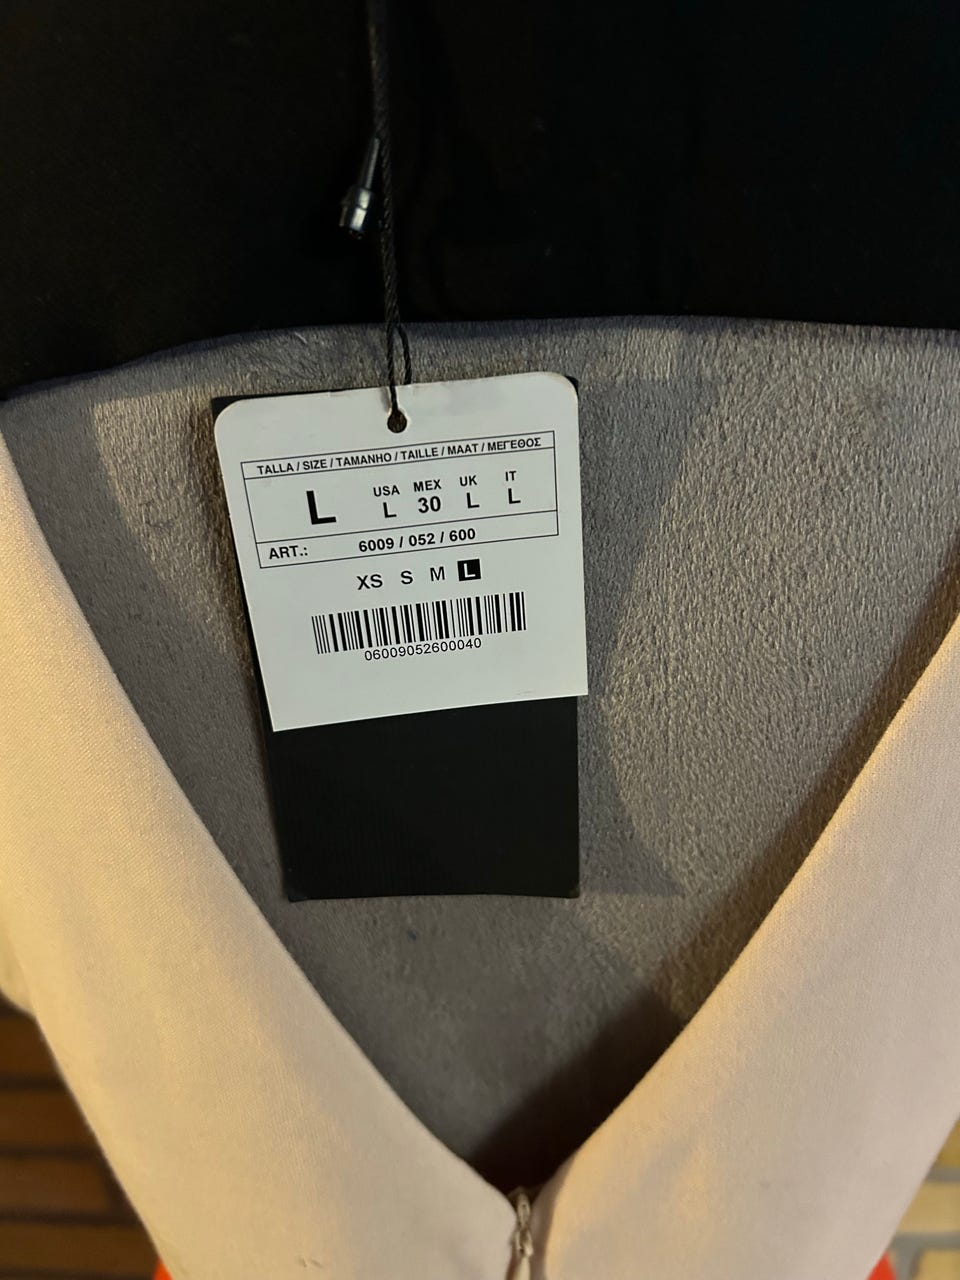 TALLA / SIZE / TAMANHO / TAILLE / MAAT / ΜΕΓΕΘΟΣ
L
USA MEX UK IT
L 30 L L
ART.: 6009 / 052 / 600
XS S M L
06009052600040